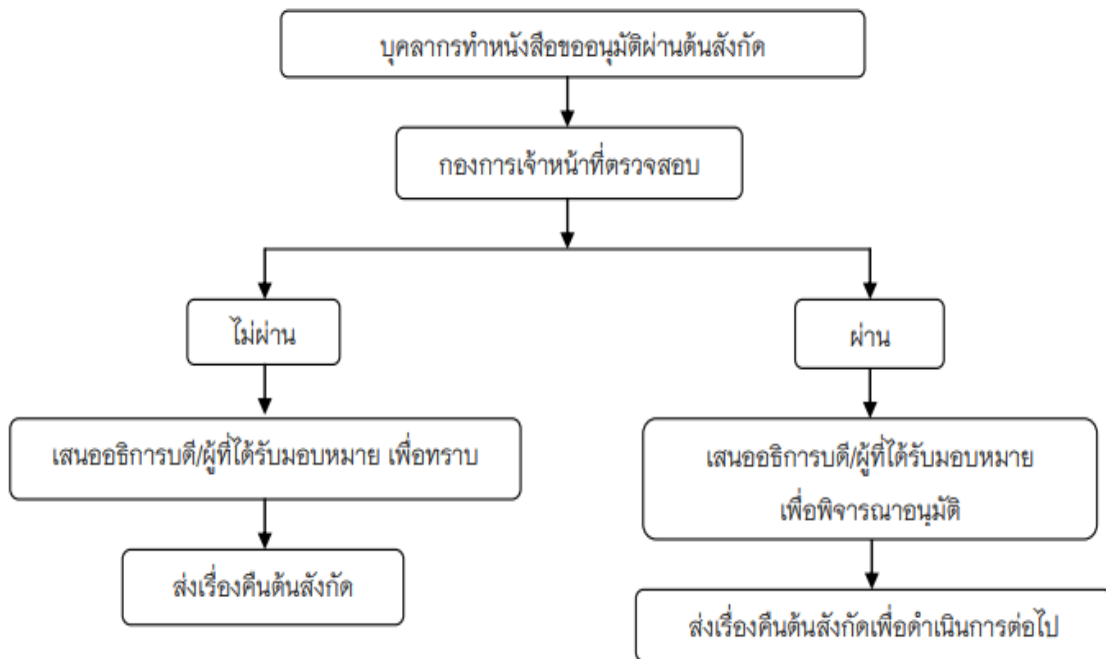 บุคลากรทำหนังสือขออนุมัติผ่านต้นสังกัด
กองการเจ้าหน้าที่ตรวจสอบ
ไม่ผ่าน
ผ่าน
เสนออธิการบดี/ผู้ที่ได้รับมอบหมาย เพื่อทราบ
เสนออธิการบดี/ผู้ที่ได้รับมอบหมาย
เพื่อพิจารณาอนุมัติ
ส่งเรื่องคืนต้นสังกัด
ส่งเรื่องคืนต้นสังกัดเพื่อดำเนินการต่อไป